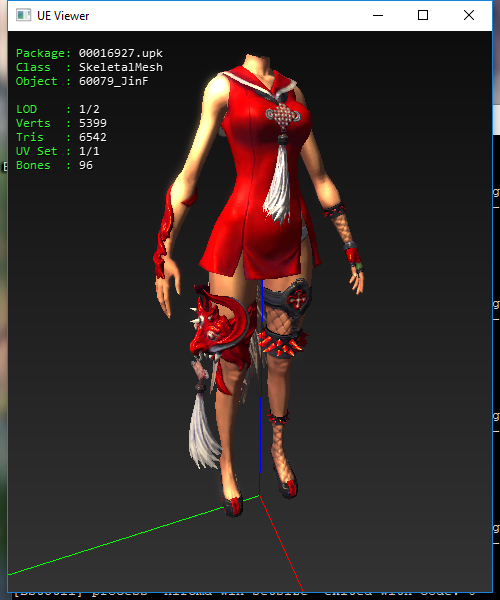 UE Viewer
Package: 00016927.upk
Class : SkeletalMesh
Object : 60079_JinF
LOD : 1/2
Verts : 5399
Tris : 6542
UV Set : 1/1
Bones : 96